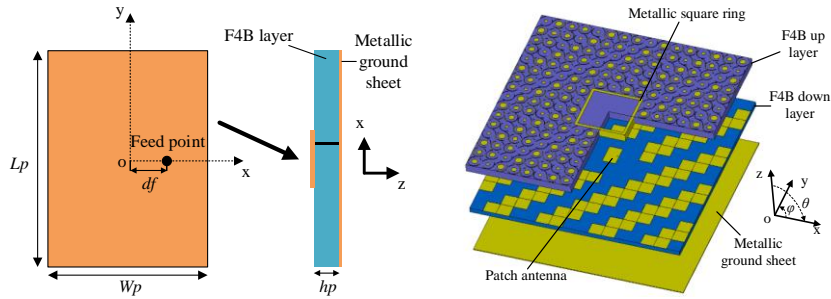 y
Lp
Feed point
o
x
df
Wp
F4B layer
Metallic
ground sheet
x
z
hp
Metallic square ring
F4B up
layer
F4B down
layer
z
y
θ
φ
o
x
Metallic
ground sheet
Patch antenna